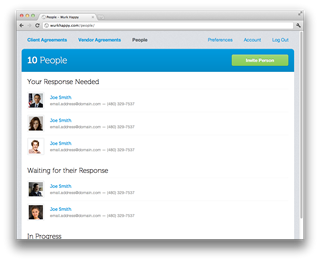 People - Work Happy
workhappy.com/people/
Client Agreements Vendor Agreements People Preferences Account Log Out
10 People Invite Person
Your Response Needed
Joe Smith
email.address@domain.com — (480) 329-7537
Joe Smith
email.address@domain.com — (480) 329-7537
Joe Smith
email.address@domain.com — (480) 329-7537
Waiting for their Response
Joe Smith
email.address@domain.com — (480) 329-7537
Joe Smith
email.address@domain.com — (480) 329-7537
In Progress